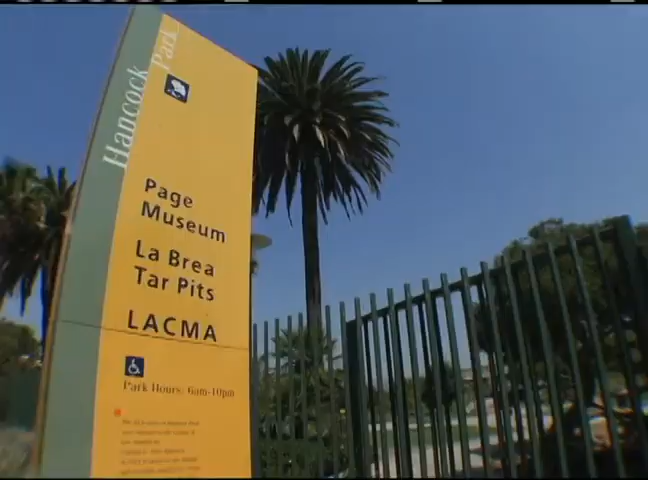 Hancock Park
Page
Museum
La Brea
Tar Pits
LACMA
Park Hours: 6am-10pm